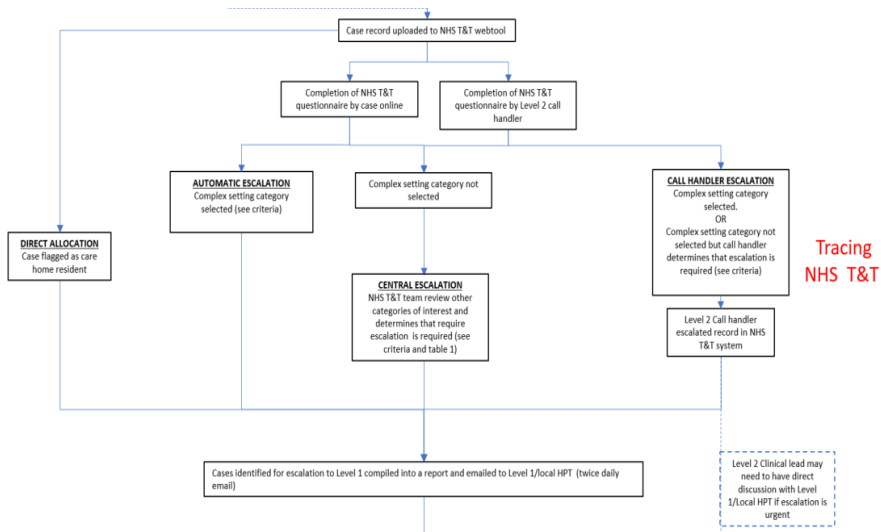 Case record uploaded to NHS T&T webtool
Completion of NHS T&T
questionnaire by case online
Completion of NHS T&T
questionnaire by Level 2 call
handler
AUTOMATIC ESCALATION
Complex setting category
selected (see criteria)
Complex setting category not
selected
CALL HANDLER ESCALATION
Complex setting category
selected.
OR
Complex setting category not
selected but call handler
determines that escalation is
required (see criteria)
DIRECT ALLOCATION
Case flagged as care
home resident
Tracing
NHS T&T
CENTRAL ESCALATION
NHS T&T team review other
categories of interest and
determines that require
escalation is required (see
criteria and table 1)
Level 2 Call handler
escalated record in NHS
T&T system
Cases identified for escalation to Level 1 compiled into a report and emailed to Level 1/local HPT (twice daily
email)
Level 2 Clinical lead may
need to have direct
discussion with Level
1/Local HPT if escalation is
urgent